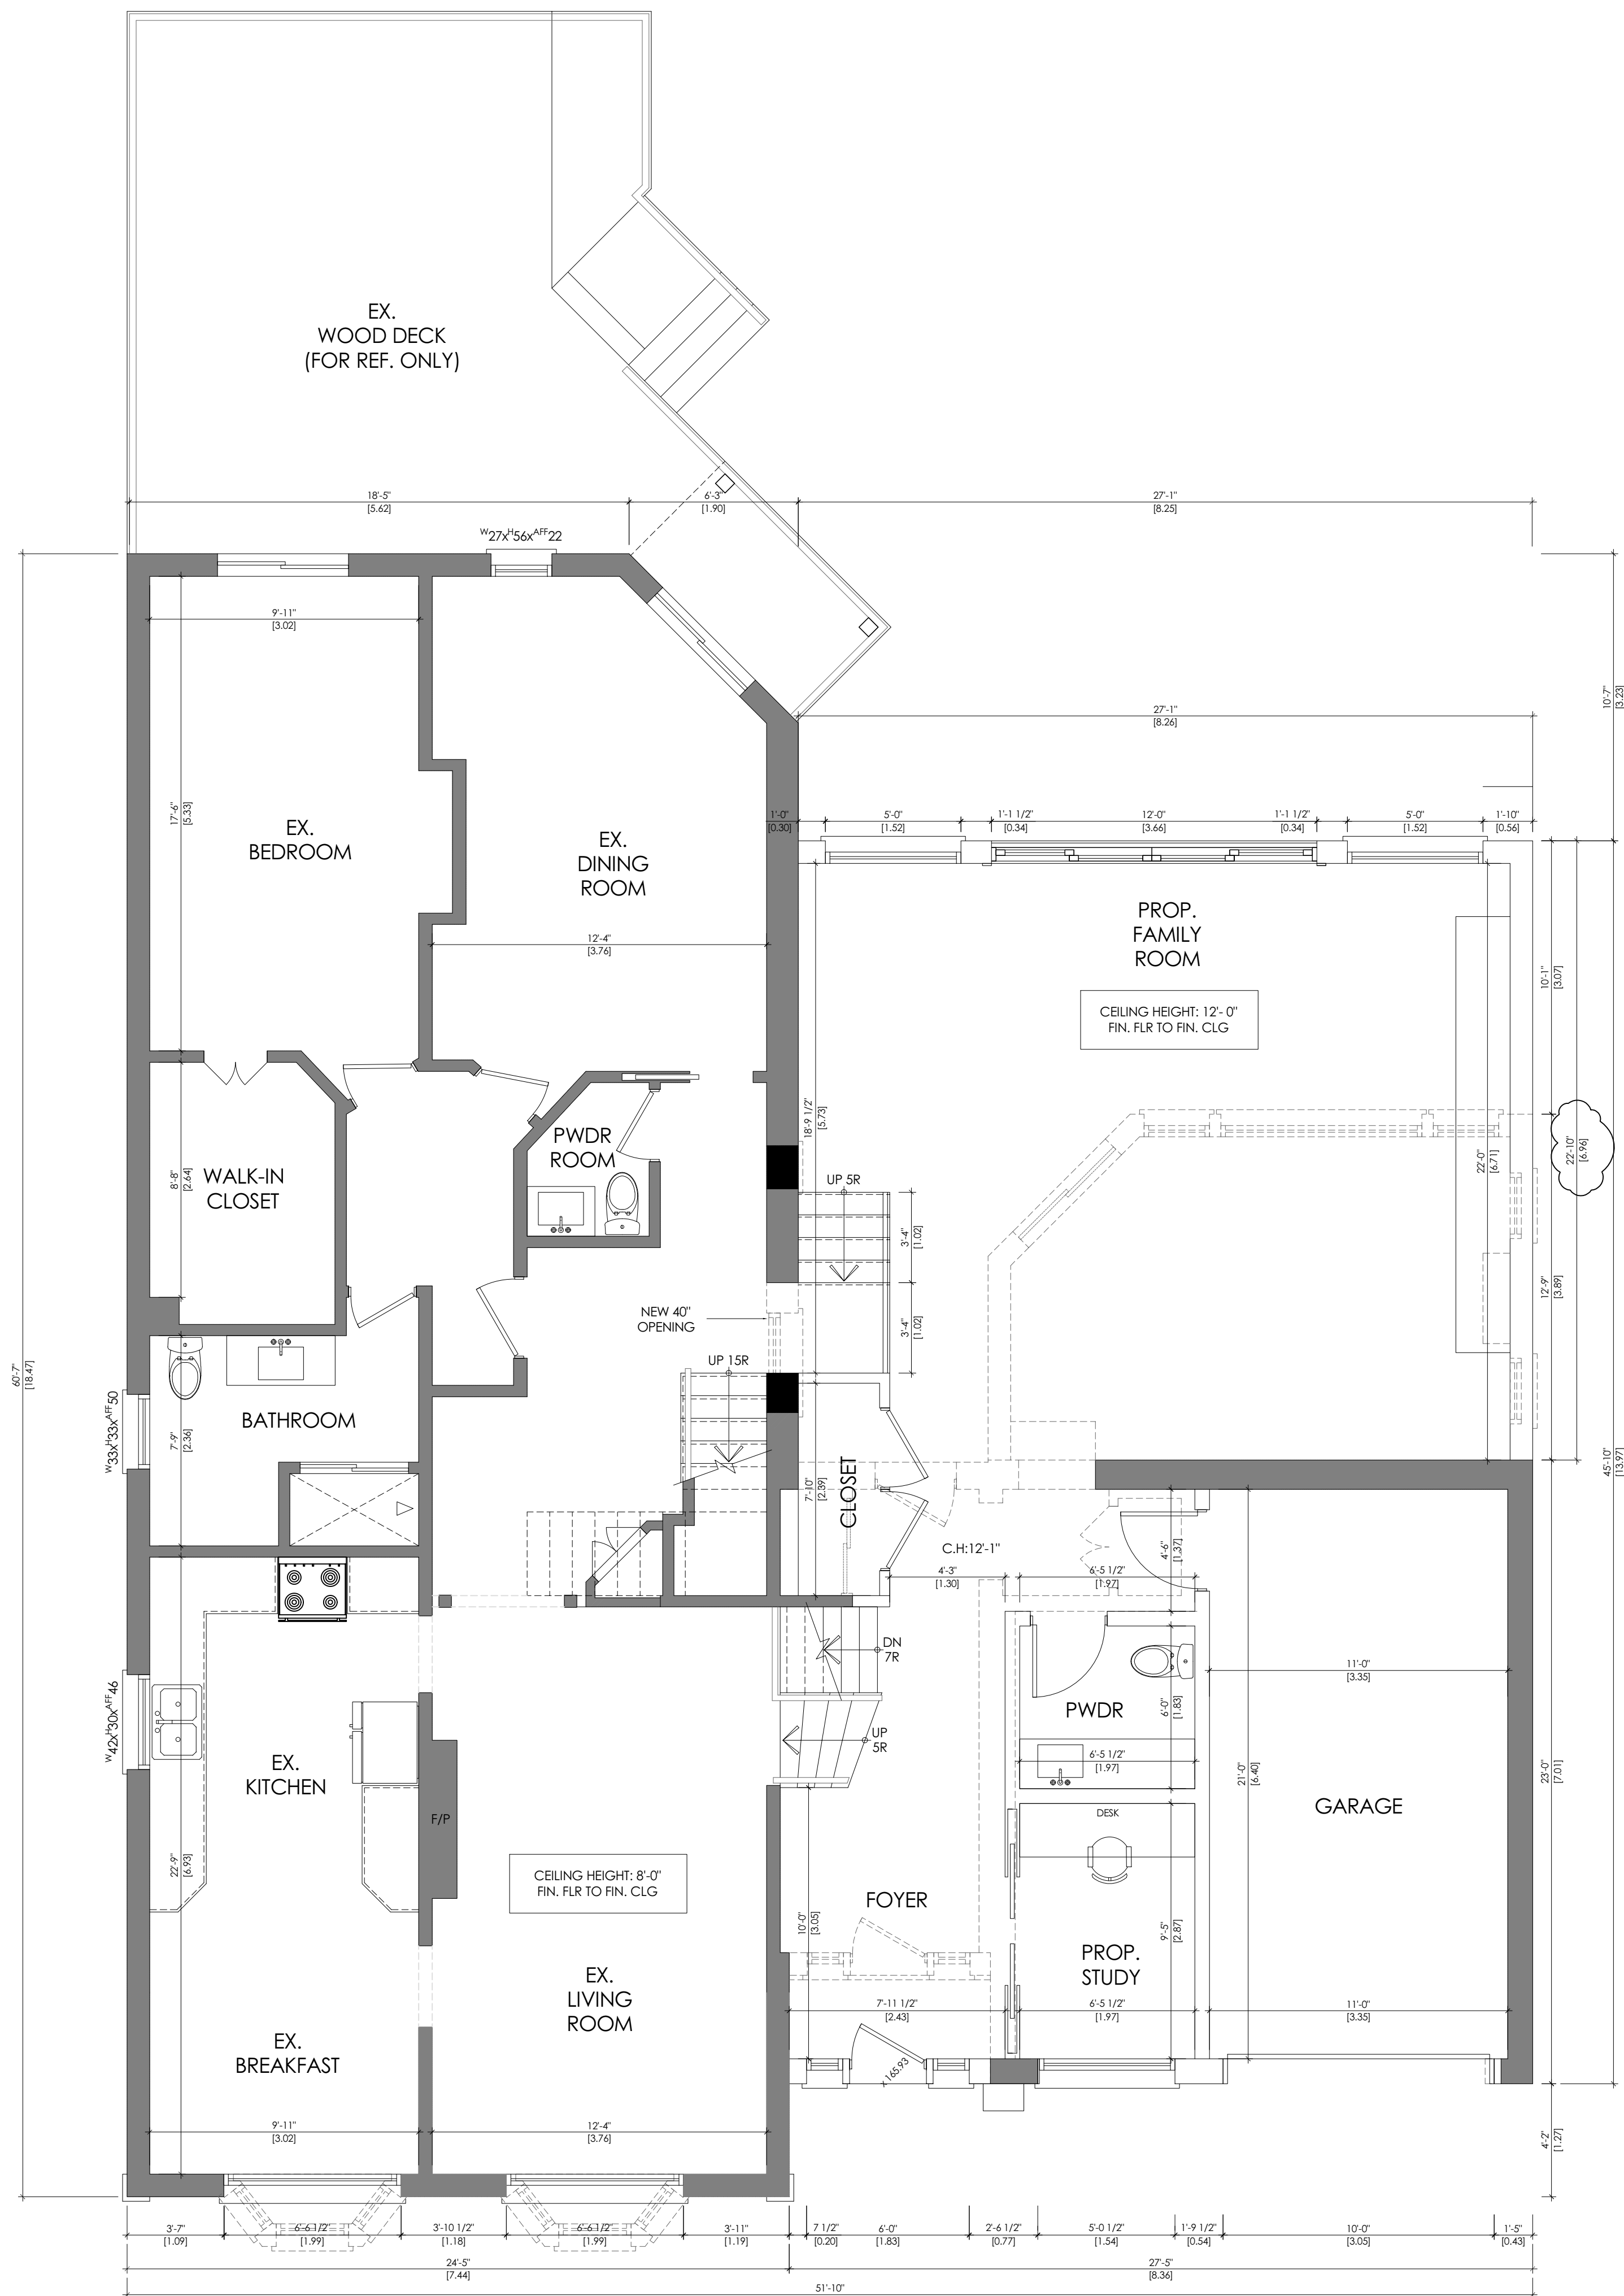 EX.
WOOD DECK
(FOR REF. ONLY)
18'-5"
[5.62]
6'-3"
[1.90]
27'-1"
[8.25]
W27xH56xAFF22
9'-11"
[3.02]
10'-7"
[3.23]
27'-1"
[8.26]
17'-6"
[5.33]
EX.
BEDROOM
EX.
DINING
ROOM
1'-0"
[0.30]
5'-0"
[1.52]
1'-1 1/2"
[0.34]
12'-0"
[3.66]
1'-1 1/2"
[0.34]
5'-0"
[1.52]
1'-10"
[0.56]
PROP.
FAMILY
ROOM
12'-4"
[3.76]
10'-1"
[3.07]
CEILING HEIGHT: 12'- 0"
FIN. FLR TO FIN. CLG
18'-9 1/2"
[5.73]
PWDR
ROOM
22'-0"
[6.71]
22'-10"
[6.96]
8'-8"
[2.64]
WALK-IN
CLOSET
UP 5R
3'-4"
[1.02]
12'-9"
[3.89]
NEW 40"
OPENING
3'-4"
[1.02]
60'-7"
[18.47]
UP 15R
W33xH33xAFF50
BATHROOM
7'-9"
[2.36]
45'-10"
[13.97]
7'-10"
[2.39]
CLOSET
C.H:12'-1"
4'-6"
[1.37]
4'-3"
[1.30]
6'-5 1/2"
[1.97]
DN
7R
11'-0"
[3.35]
W42xH30xAFF46
6'-0"
[1.83]
PWDR
UP
5R
EX.
KITCHEN
6'-5 1/2"
[1.97]
21'-0"
[6.40]
23'-0"
[7.01]
GARAGE
DESK
F/P
22'-9"
[6.93]
CEILING HEIGHT: 8'-0"
FIN. FLR TO FIN. CLG
FOYER
10'-0"
[3.05]
9'-5"
[2.87]
PROP.
STUDY
EX.
LIVING
ROOM
7'-11 1/2"
[2.43]
6'-5 1/2"
[1.97]
11'-0"
[3.35]
EX.
BREAKFAST
165.93
9'-11"
[3.02]
12'-4"
[3.76]
4'-2"
[1.27]
3'-7"
[1.09]
6'-6 1/2"
[1.99]
3'-10 1/2"
[1.18]
6'-6 1/2"
[1.99]
3'-11"
[1.19]
7 1/2"
[0.20]
6'-0"
[1.83]
2'-6 1/2"
[0.77]
5'-0 1/2"
[1.54]
1'-9 1/2"
[0.54]
10'-0"
[3.05]
1'-5"
[0.43]
24'-5"
[7.44]
27'-5"
[8.36]
51'-10"